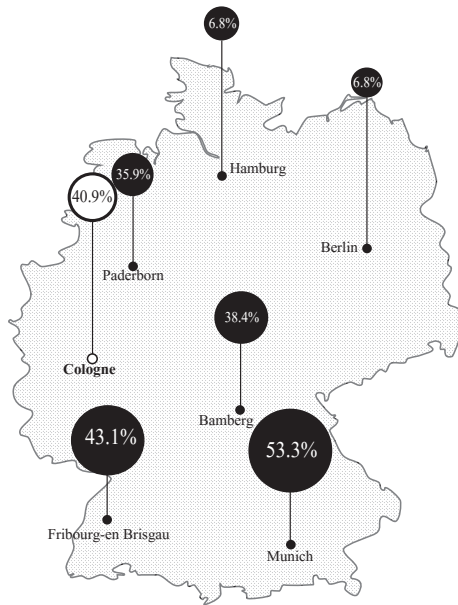 6.8%
6.8%
Hamburg
35.9%
40.9%
Berlin
Paderborn
38.4%
Cologne
Bamberg
43.1%
53.3%
Fribourg-en Brisgau
Munich